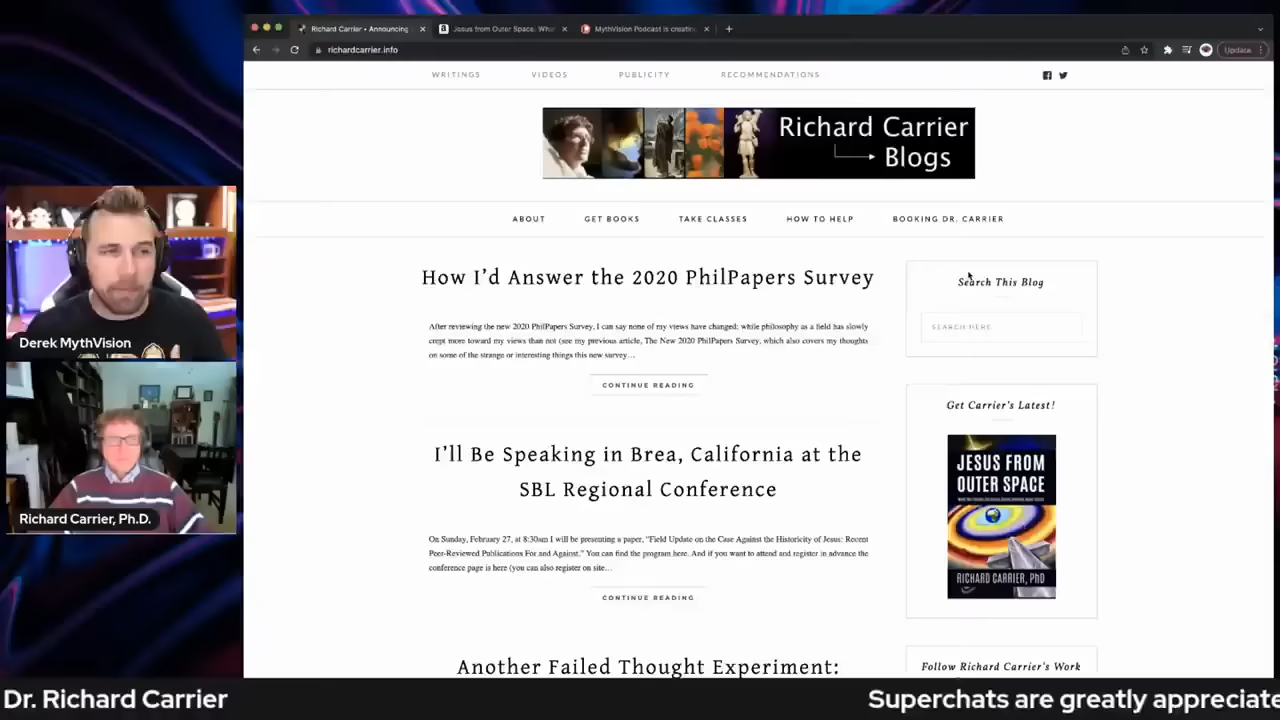 Richard Carrier • Announcing
Jesus from Outer Space: What
MythVision Podcast is creating
richardcarrier.info
Update
WRITINGS VIDEOS PUBLICITY RECOMMENDATIONS
Richard Carrier
Blogs
ABOUT GET BOOKS TAKE CLASSES HOW TO HELP BOOKING DR. CARRIER
How I'd Answer the 2020 PhilPapers Survey
After reviewing the new 2020 PhilPapers Survey, I can say none of my views have changed; while philosophy as a field has slowly
crept more toward my views than not (see my previous article, The New 2020 PhilPapers Survey, which also covers my thoughts
on some of the strange or interesting things this new survey…
CONTINUE READING
I'll Be Speaking in Brea, California at the
SBL Regional Conference
On Sunday, February 27, at 8:30am I will be presenting a paper, "Field Update on the Case Against the Historicity of Jesus: Recent
Peer-Reviewed Publications For and Against." You can find the program here. And if you want to attend and register in advance the
conference page is here (you can also register on site…
CONTINUE READING
Another Failed Thought Experiment:
Search This Blog
SEARCH HERE
Get Carrier's Latest!
JESUS FROM
OUTER SPACE
RICHARD CARRIER, PhD
Follow Richard Carrier's Work
Derek MythVision
Richard Carrier, Ph.D.
Dr. Richard Carrier
Superchats are greatly appreciate